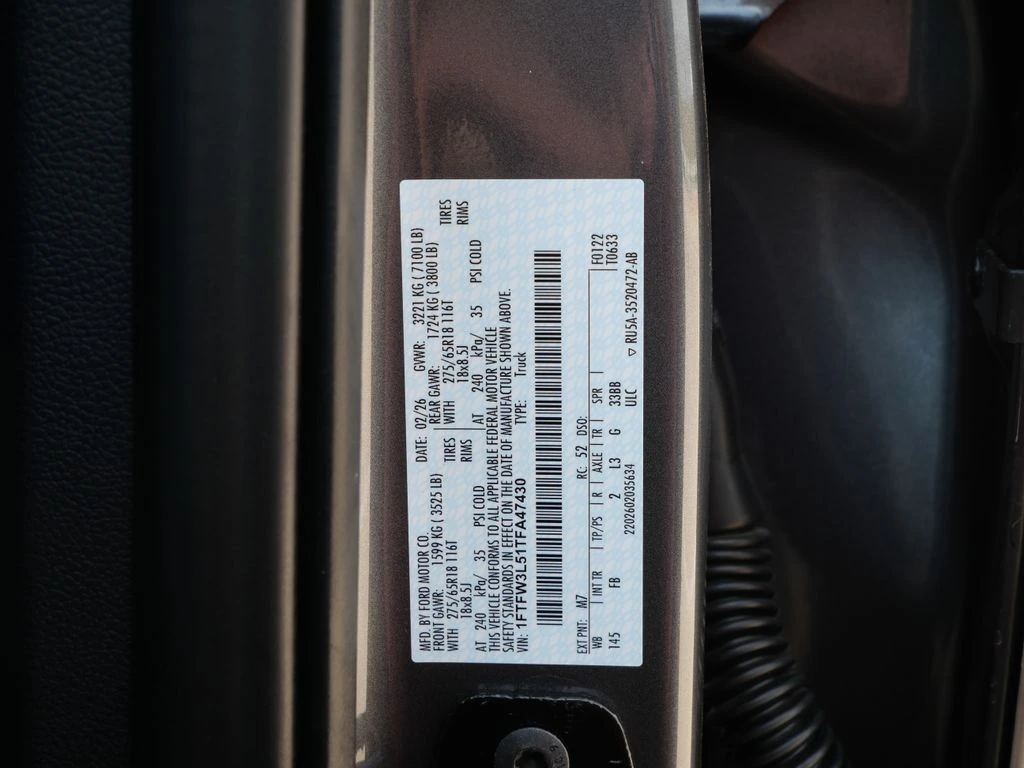 MFD. BY FORD MOTOR CO. DATE: 02/26 GVWR: 3221 KG ( 7100 LB)
FRONT GAWR: 1599 KG ( 3525 LB) REAR GAWR: 1724 KG ( 3800 LB)
WITH 275/65R18 116T TIRES WITH 275/65R18 116T TIRES
18x8.5J RIMS 18x8.5J RIMS
AT 240 kPa/ 35 PSI COLD AT 240 kPa/ 35 PSI COLD
THIS VEHICLE CONFORMS TO ALL APPLICABLE FEDERAL MOTOR VEHICLE
SAFETY STANDARDS IN EFFECT ON THE DATE OF MANUFACTURE SHOWN ABOVE.
VIN: 1FTFW3L51TFA47430 TYPE: Truck
EXT PNT: M7 RC: 52 DSO: F0122
WB | INT TR | TP/PS | R | AXLE | TR | SPR | T0633
145 FB 2 L3 G 33BB
2202602035634 ULC ▽ RU5A-3520472-AB